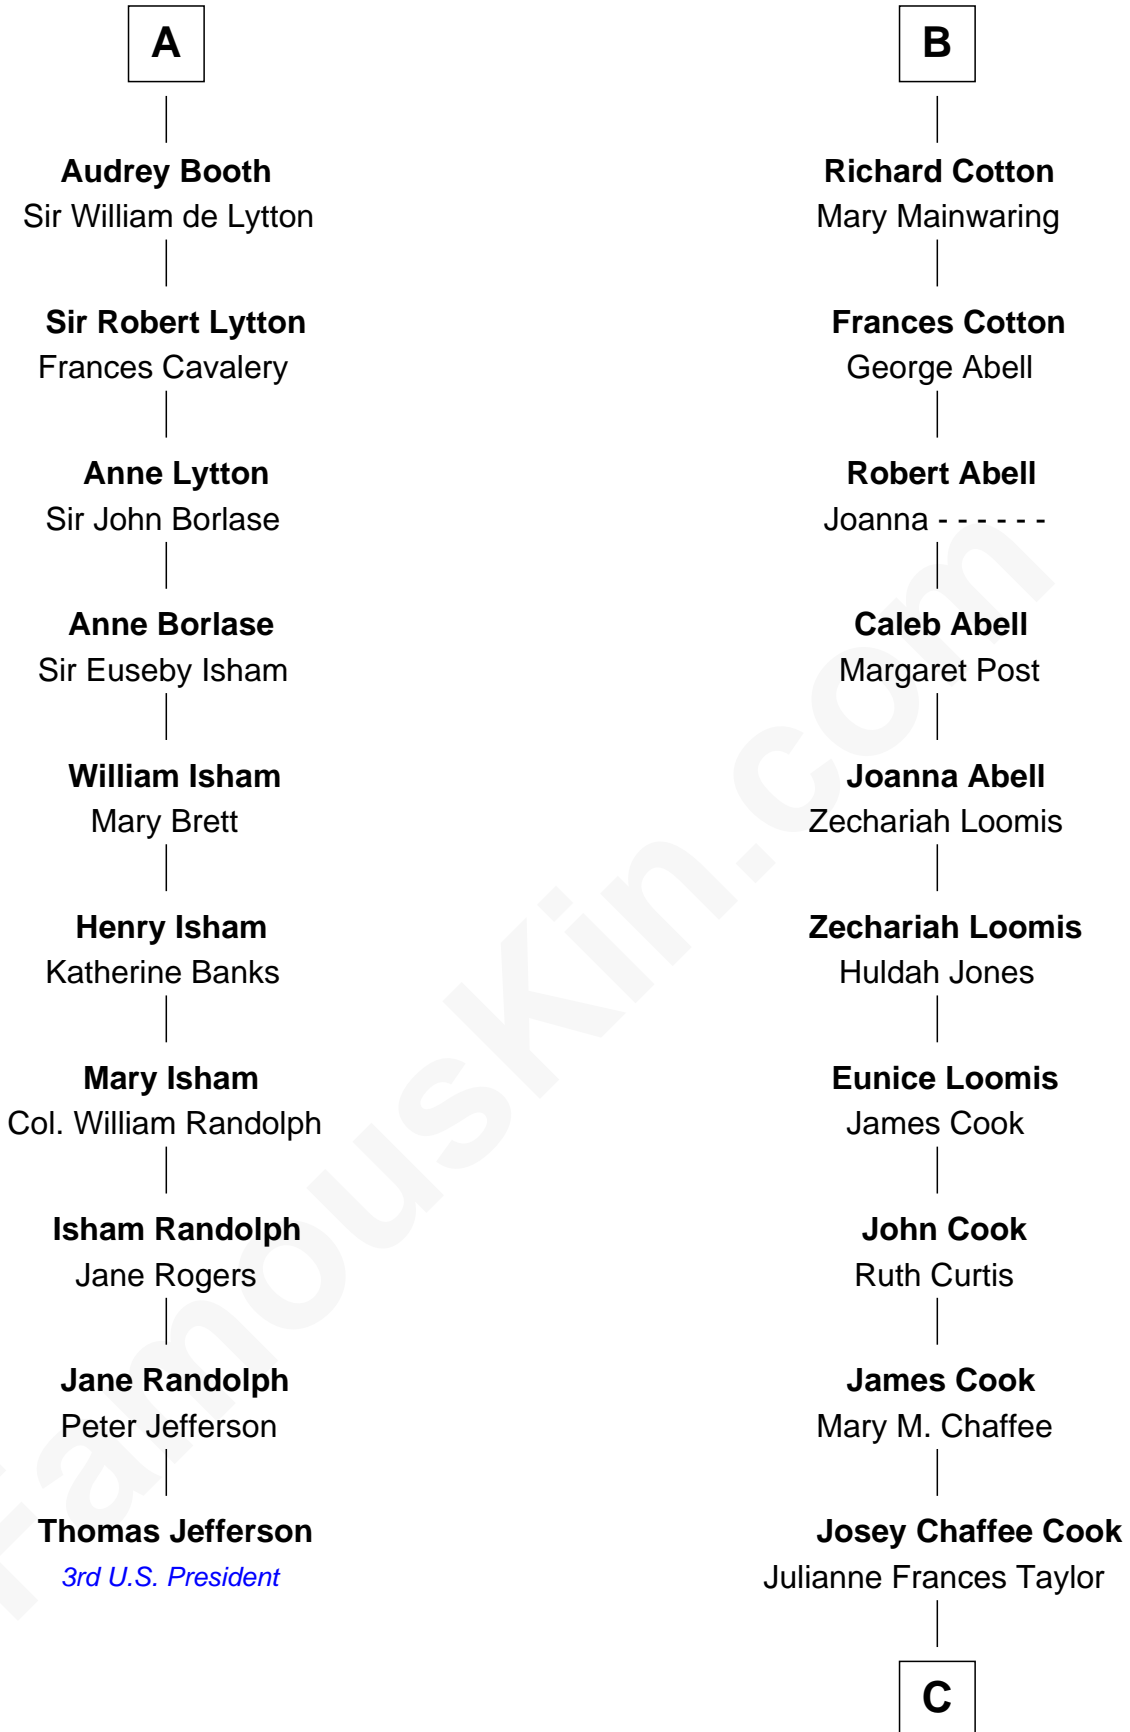 A
Audrey Booth
Sir William de Lytton
Sir Robert Lytton
Frances Cavalery
Anne Lytton
Sir John Borlase
Anne Borlase
Sir Euseby Isham
William Isham
Mary Brett
Henry Isham
Katherine Banks
Mary Isham
Col. William Randolph
Isham Randolph
Jane Rogers
Jane Randolph
Peter Jefferson
Thomas Jefferson
3rd U.S. President
B
Richard Cotton
Mary Mainwaring
Frances Cotton
George Abell
Robert Abell
Joanna - - - - - -
Caleb Abell
Margaret Post
Joanna Abell
Zechariah Loomis
Zechariah Loomis
Huldah Jones
Eunice Loomis
James Cook
John Cook
Ruth Curtis
James Cook
Mary M. Chaffee
Josey Chaffee Cook
Julianne Frances Taylor
C
FamousKin.com